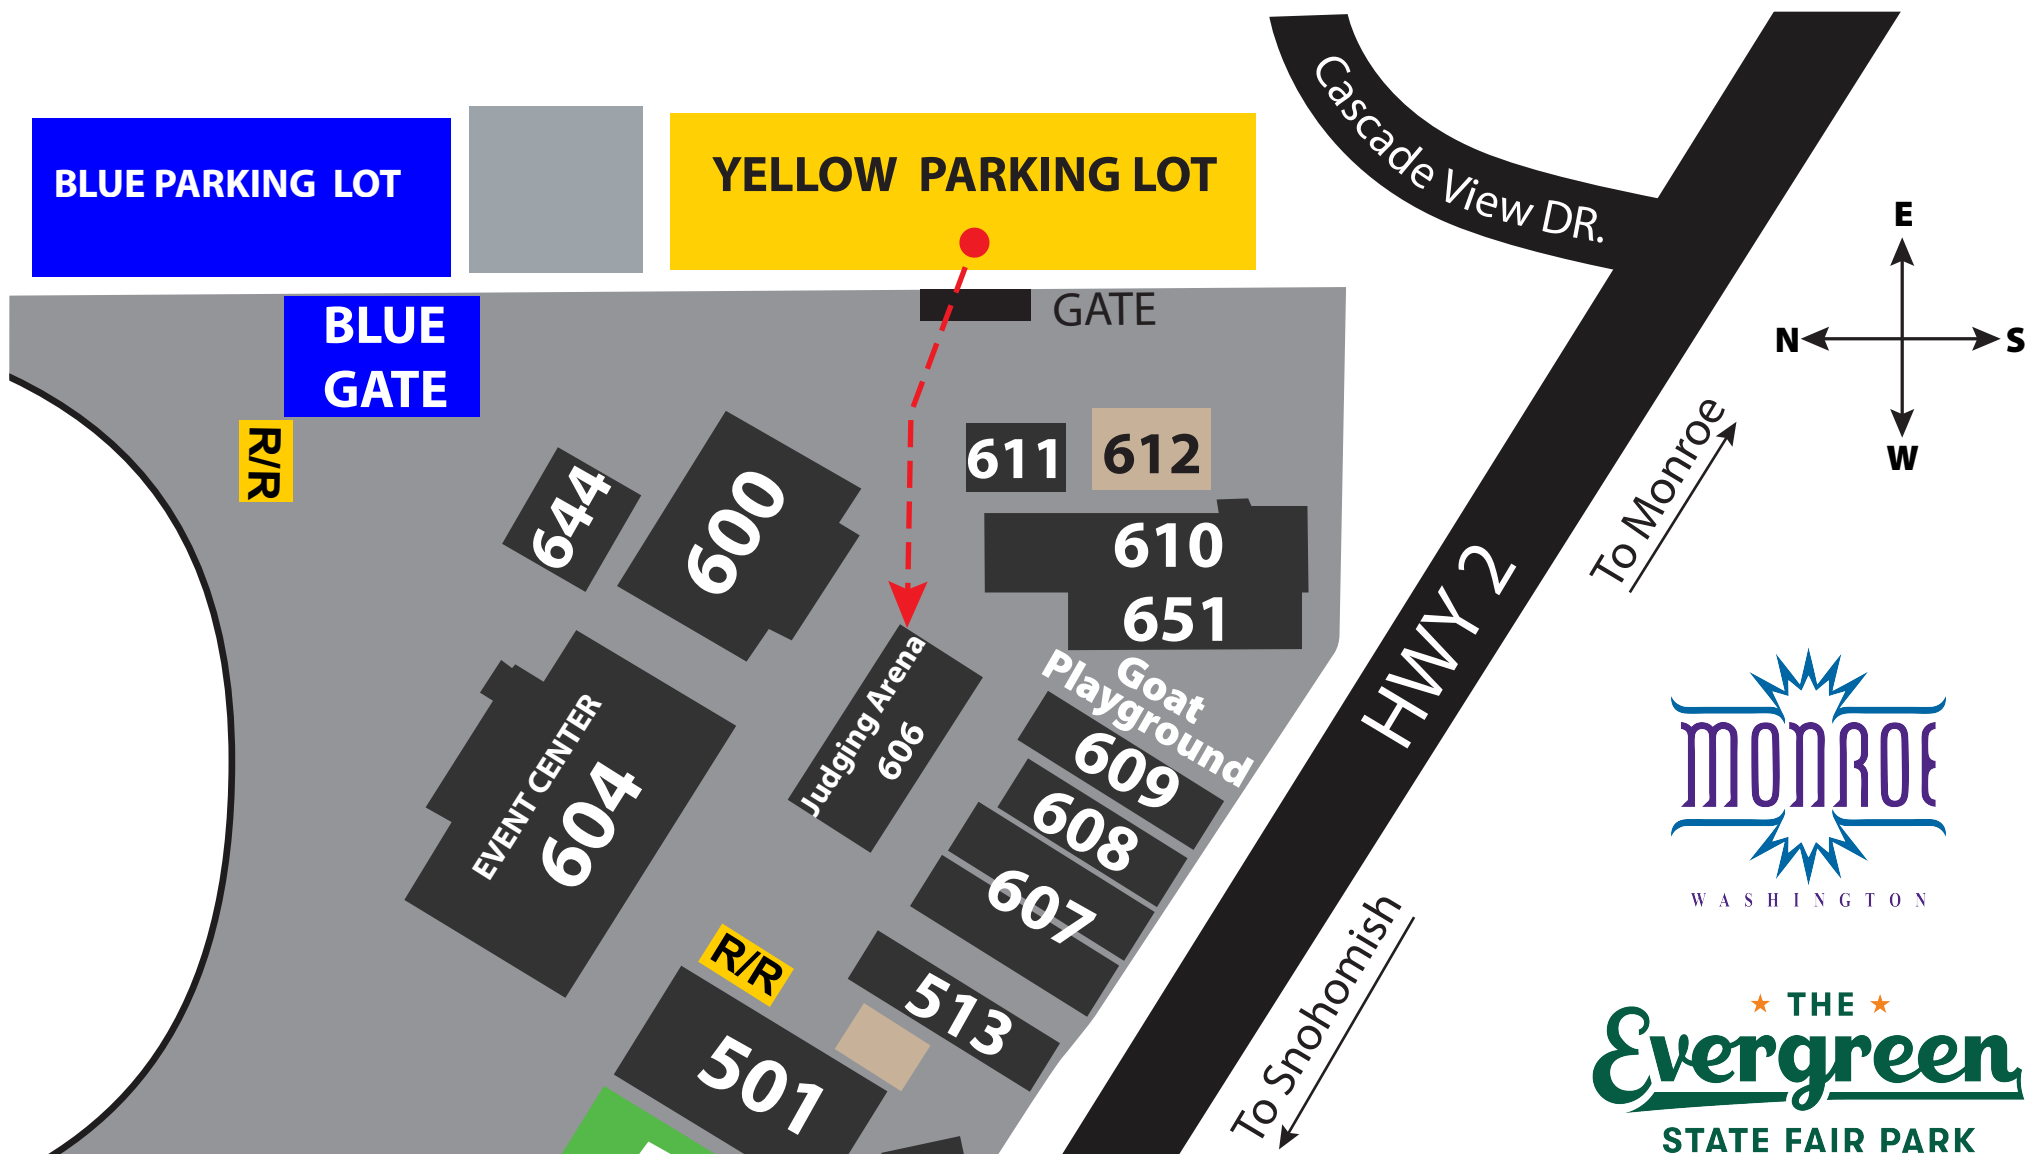 Cascade View DR.
BLUE PARKING LOT
YELLOW PARKING LOT
E
N
S
W
BLUE
GATE
GATE
R/R
644
600
611
612
610
651
HWY 2
To Monroe
Goat
Playground
Judging Arena
606
EVENT CENTER
604
609
608
607
R/R
513
501
To Snohomish
MONROE
WASHINGTON
THE
Evergreen
STATE FAIR PARK